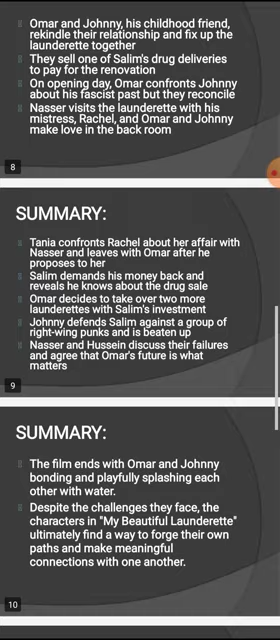 Omar and Johnny, his childhood friend,
rekindle their relationship and fix up the
launderette together
They sell one of Salim's drug deliveries
to pay for the renovation
On opening day, Omar confronts Johnny
about his fascist past but they reconcile
Nasser visits the launderette with his
mistress, Rachel, and Omar and Johnny
make love in the back room
8
SUMMARY:
Tania confronts Rachel about her affair with
Nasser and leaves with Omar after he
proposes to her
Salim demands his money back and
reveals he knows about the drug sale
Omar decides to take over two more
launderettes with Salim's investment
Johnny defends Salim against a group of
right-wing punks and is beaten up
Nasser and Hussein discuss their failures
and agree that Omar's future is what
matters
9
SUMMARY:
The film ends with Omar and Johnny
bonding and playfully splashing each
other with water.
Despite the challenges they face, the
characters in "My Beautiful Launderette"
ultimately find a way to forge their own
paths and make meaningful
connections with one another.
10